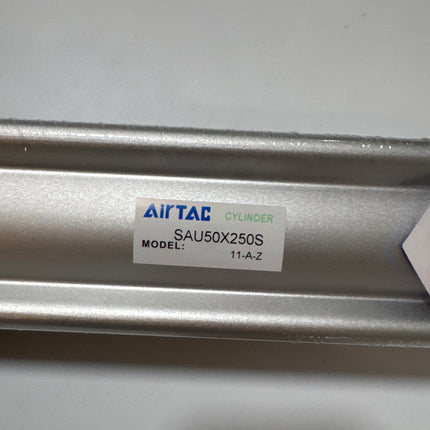 AirTAC CYLINDER
SAU50X250S
MODEL:
11-A-Z